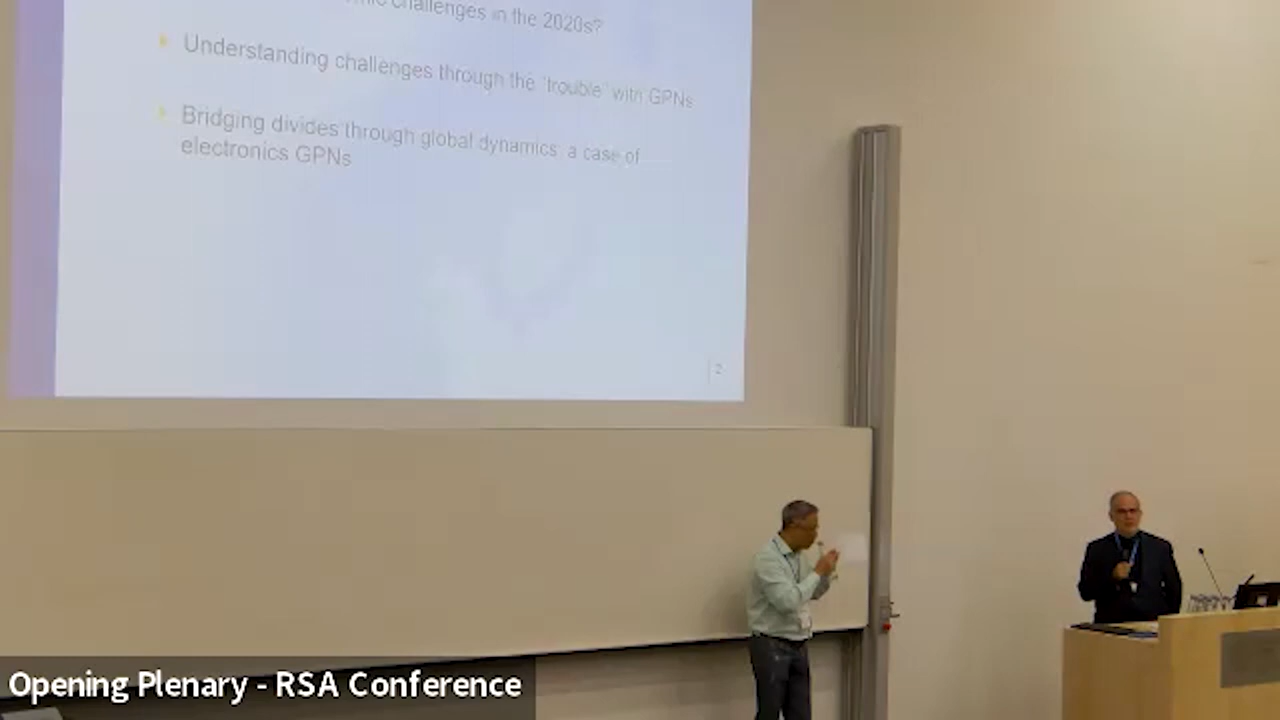 challenges in the 2020s?
Understanding challenges through the 'trouble' with GPNs
Bridging divides through global dynamics: a case of
electronics GPNs
2
Opening Plenary - RSA Conference